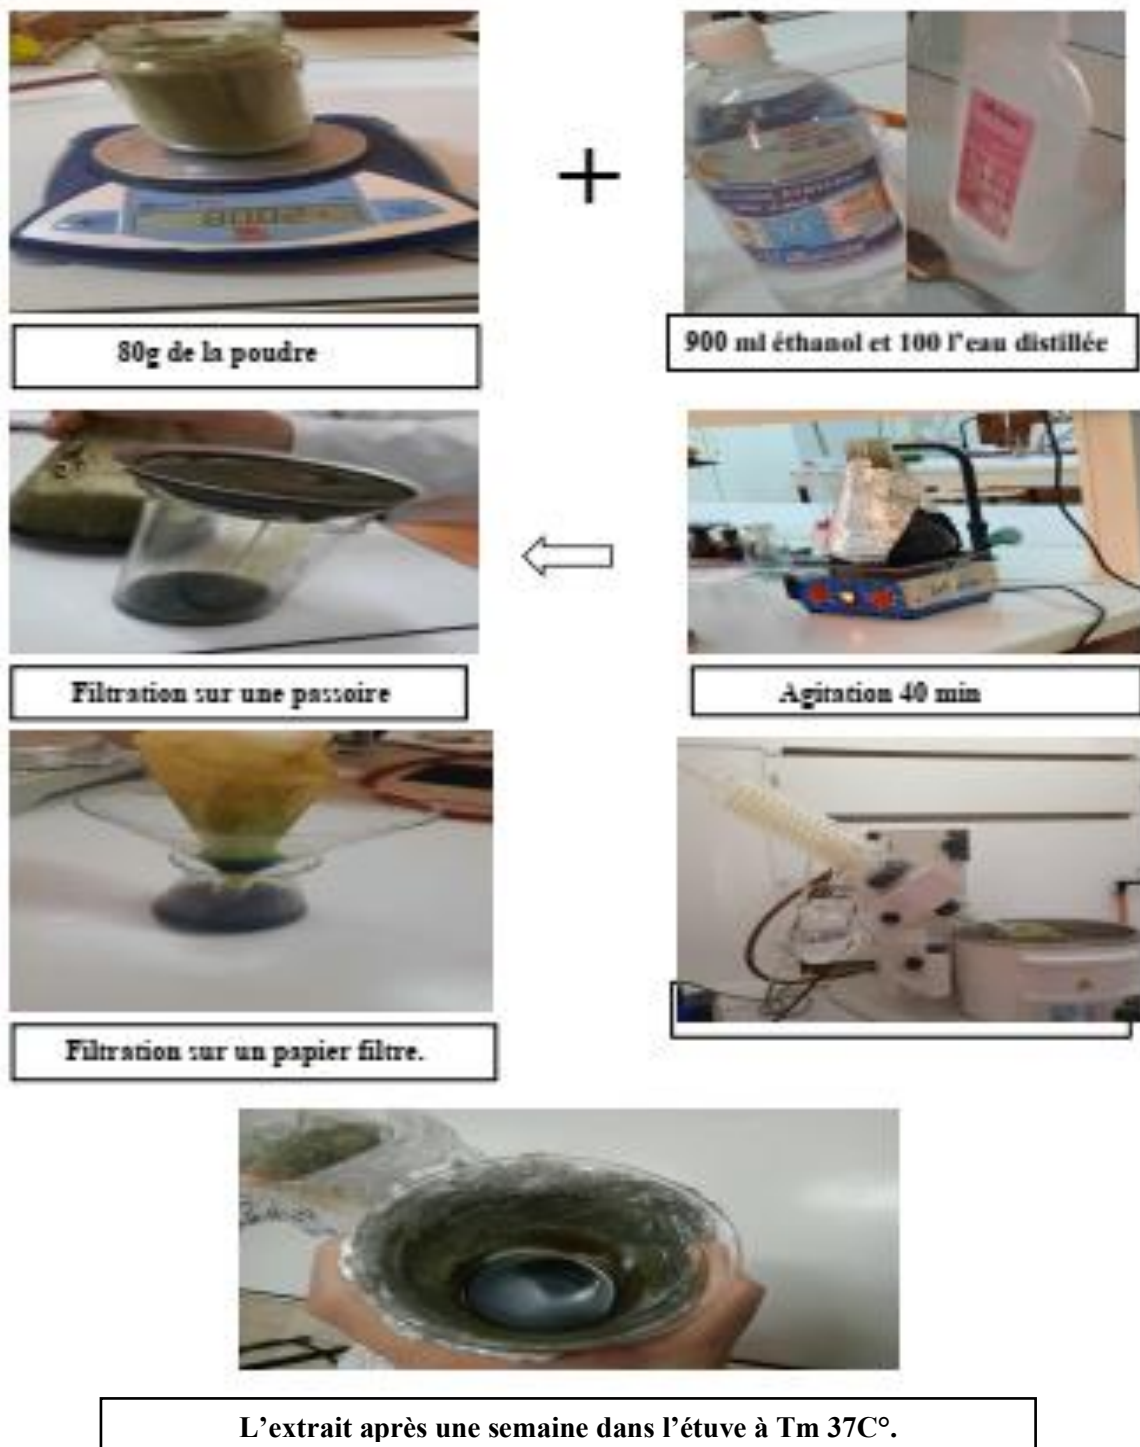 80g de la poudre
900 ml éthanol et 100 l'eau distillée
Filtration sur une passoire
Agitation 40 min
Filtration sur un papier filtre.
L'extrait après une semaine dans l'étuve à Tm 37C°.